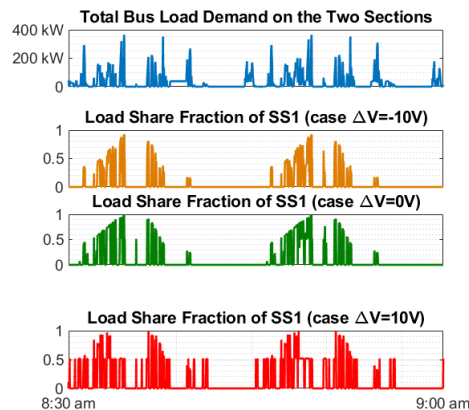 Total Bus Load Demand on the Two Sections
400 kW
200 kW
0
Load Share Fraction of SS1 (case ΔV=-10V)
1
0.5
0
Load Share Fraction of SS1 (case ΔV=0V)
1
0.5
0
Load Share Fraction of SS1 (case ΔV=10V)
1
0.5
0
8:30 am 9:00 am